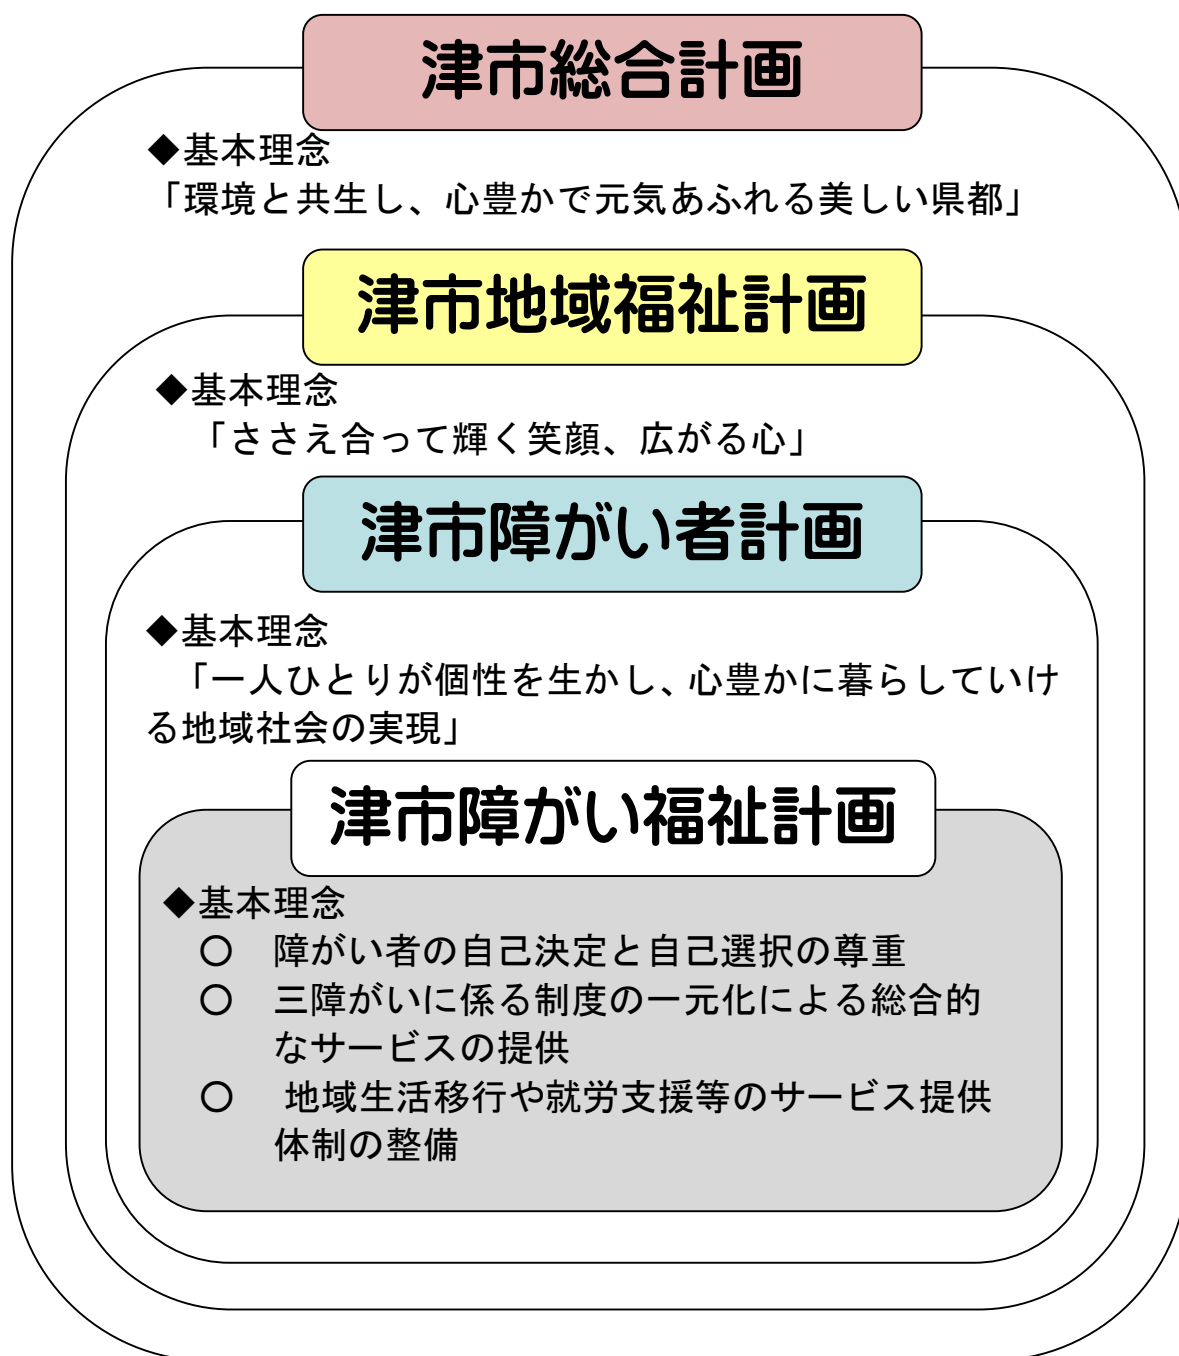 津市総合計画
◆基本理念
「環境と共生し、心豊かで元気あふれる美しい県都」
津市地域福祉計画
◆基本理念
「ささえ合って輝く笑顔、広がる心」
津市障がい者計画
◆基本理念
「一人ひとりが個性を生かし、心豊かに暮らしていけ
る地域社会の実現」
津市障がい福祉計画
◆基本理念
○　障がい者の自己決定と自己選択の尊重
○　三障がいに係る制度の一元化による総合的
なサービスの提供
○　地域生活移行や就労支援等のサービス提供
体制の整備